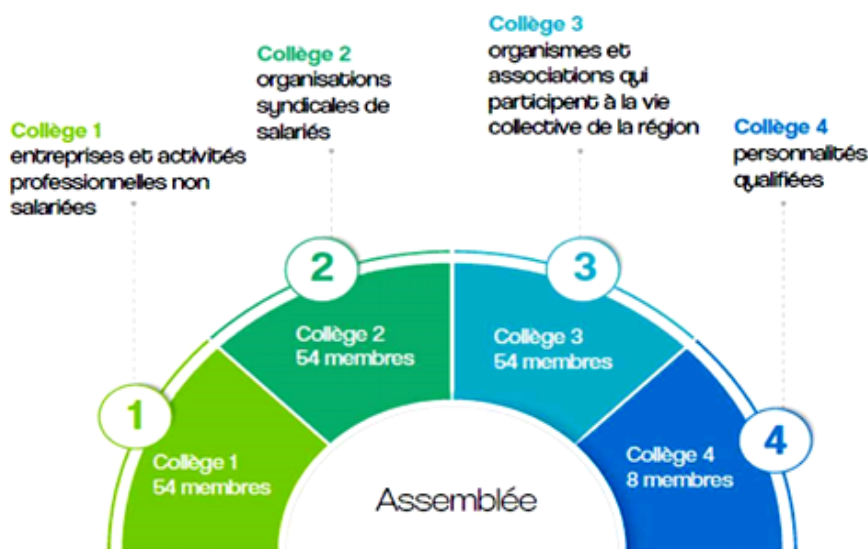 Collège 1
entreprises et activités
professionnelles non
salariées
Collège 2
organisations
syndicales de
salariés
Collège 3
organismes et
associations qui
participent à la vie
collective de la région
Collège 4
personnalités
qualifiées
1
2
3
4
Collège 1
54 membres
Collège 2
54 membres
Collège 3
54 membres
Collège 4
8 membres
Assemblée